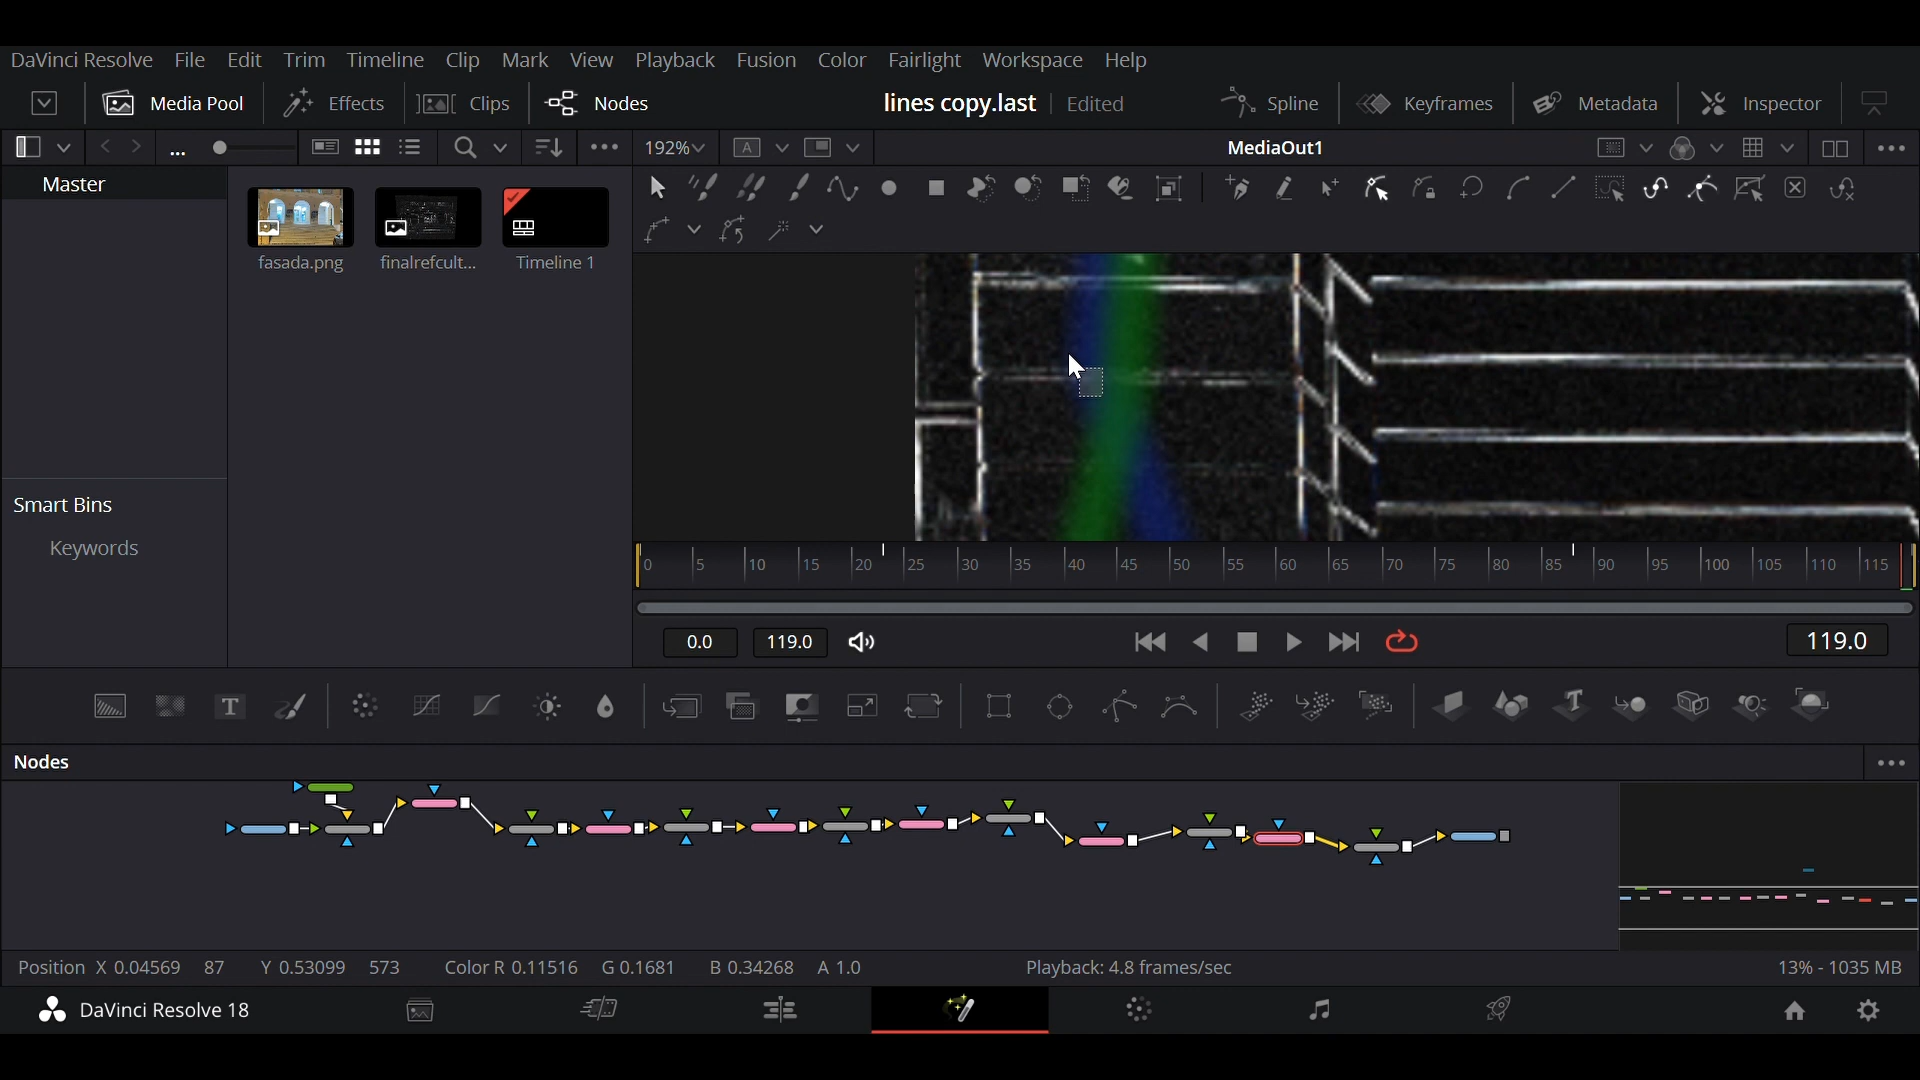 DaVinci Resolve File Edit Trim Timeline Clip Mark View Playback Fusion Color Fairlight Workspace Help
Media Pool Effects Clips Nodes lines copy.last Edited Spline Keyframes Metadata Inspector
... 192% A MediaOut1
Master
fasada.png finalrefcult... Timeline 1
0 5 10 15 20 25 30 35 40 45 50 55 60 65 70 75 80 85 90 95 100 105 110 115
Smart Bins
Keywords
0.0 119.0 119.0
T T
Nodes
Position X 0.04569 87 Y 0.53099 573 Color R 0.11516 G 0.1681 B 0.34268 A 1.0 Playback: 4.8 frames/sec 13% - 1035 MB
DaVinci Resolve 18